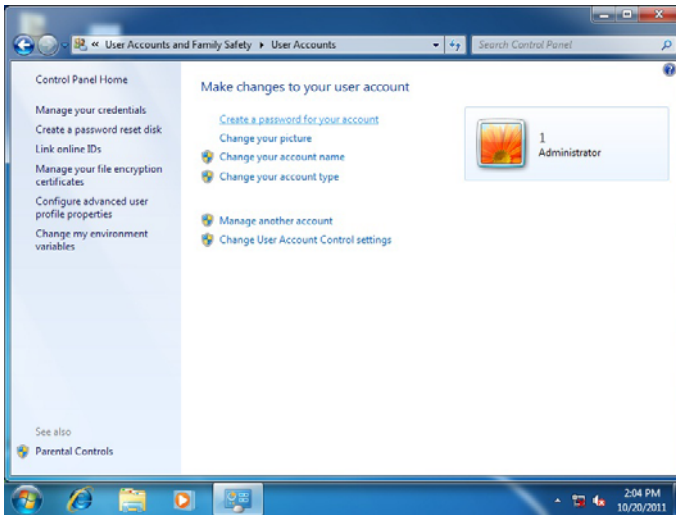 « User Accounts and Family Safety ▸ User Accounts
Search Control Panel
Control Panel Home
Manage your credentials
Create a password reset disk
Link online IDs
Manage your file encryption
certificates
Configure advanced user
profile properties
Change my environment
variables
See also
Parental Controls
Make changes to your user account
Create a password for your account
Change your picture
Change your account name
Change your account type
Manage another account
Change User Account Control settings
1
Administrator
2:04 PM
10/20/2011